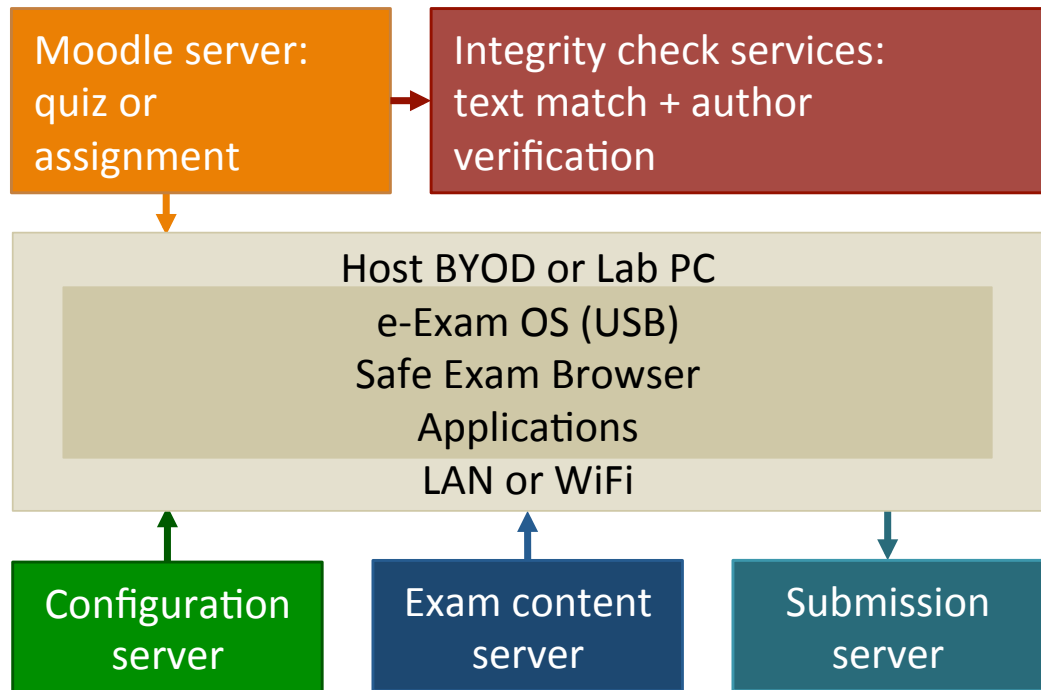 Moodle server:
quiz or
assignment
Integrity check services:
text match + author
verification
Host BYOD or Lab PC
e-Exam OS (USB)
Safe Exam Browser
Applications
LAN or WiFi
Configuration
server
Exam content
server
Submission
server